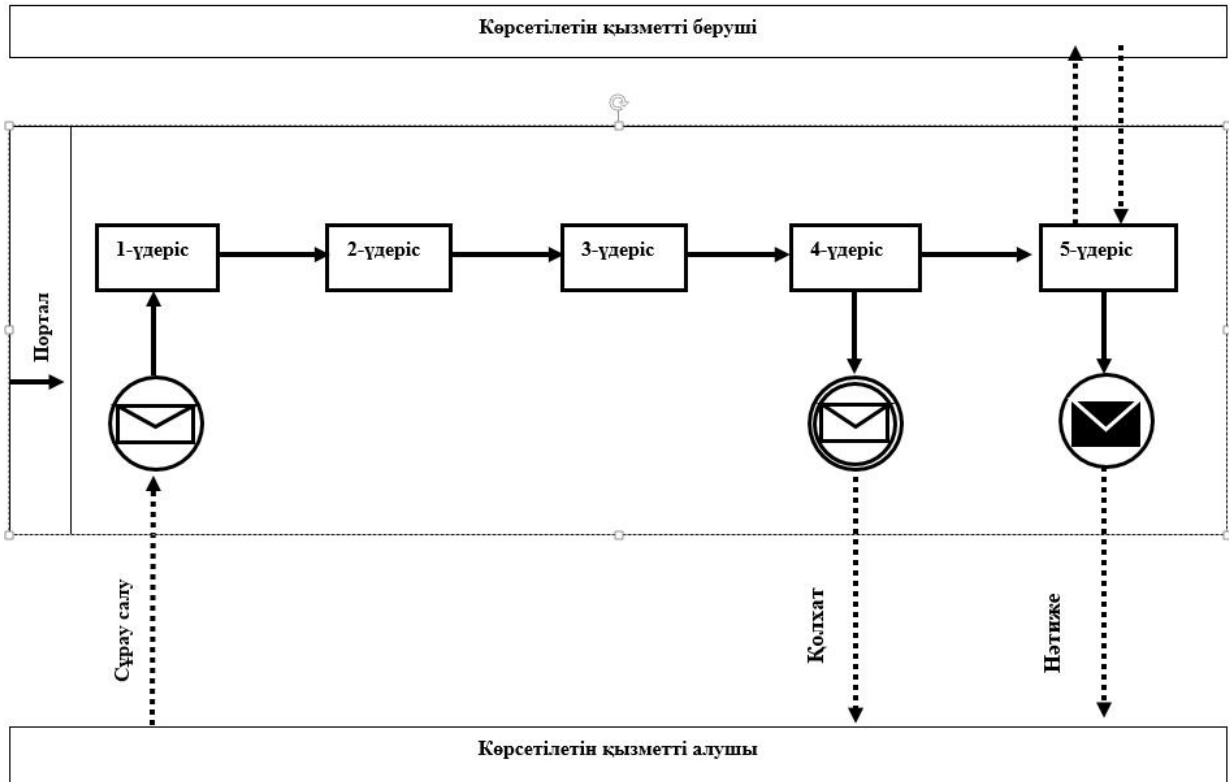 Көрсетілетін қызметті беруші
Портал
1-үдеріс
2-үдеріс
3-үдеріс
4-үдеріс
5-үдеріс
Сұрау салу
Қолхат
Нәтиже
Көрсетілетін қызметті алушы